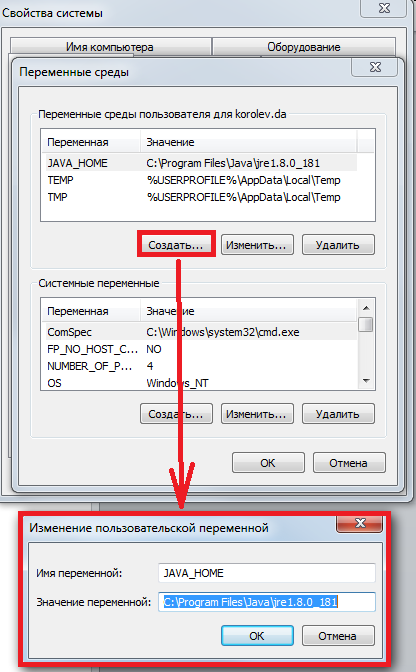 Свойства системы
Имя компьютера Оборудование
Переменные среды
Переменные среды пользователя для korolev.da
Переменная Значение
JAVA_HOME C:\Program Files\Java\jre1.8.0_181
TEMP %USERPROFILE%\AppData\Local\Temp
TMP %USERPROFILE%\AppData\Local\Temp
Создать... Изменить... Удалить
Системные переменные
Переменная Значение
ComSpec C:\Windows\system32\cmd.exe
FP_NO_HOST_C... NO
NUMBER_OF_P... 4
OS Windows_NT
Создать... Изменить... Удалить
OK Отмена
Изменение пользовательской переменной
Имя переменной: JAVA_HOME
Значение переменной: C:\Program Files\Java\jre1.8.0_181
OK Отмена